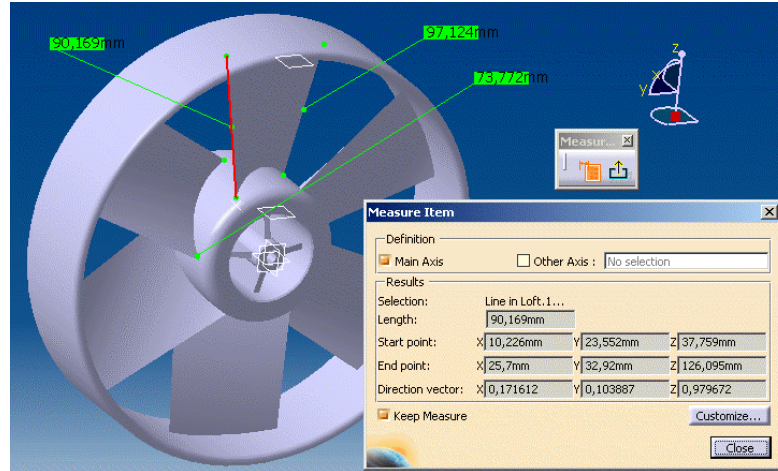 90,169mm
97,124mm
73,772mm
z
x
y
Measur...
Measure Item
Definition
Main Axis
Other Axis :
No selection
Results
Selection: Line in Loft.1...
Length: 90,169mm
Start point: X 10,226mm Y 23,552mm Z 37,759mm
End point: X 25,7mm Y 32,92mm Z 126,095mm
Direction vector: X 0,171612 Y 0,103887 Z 0,979672
Keep Measure
Customize...
Close